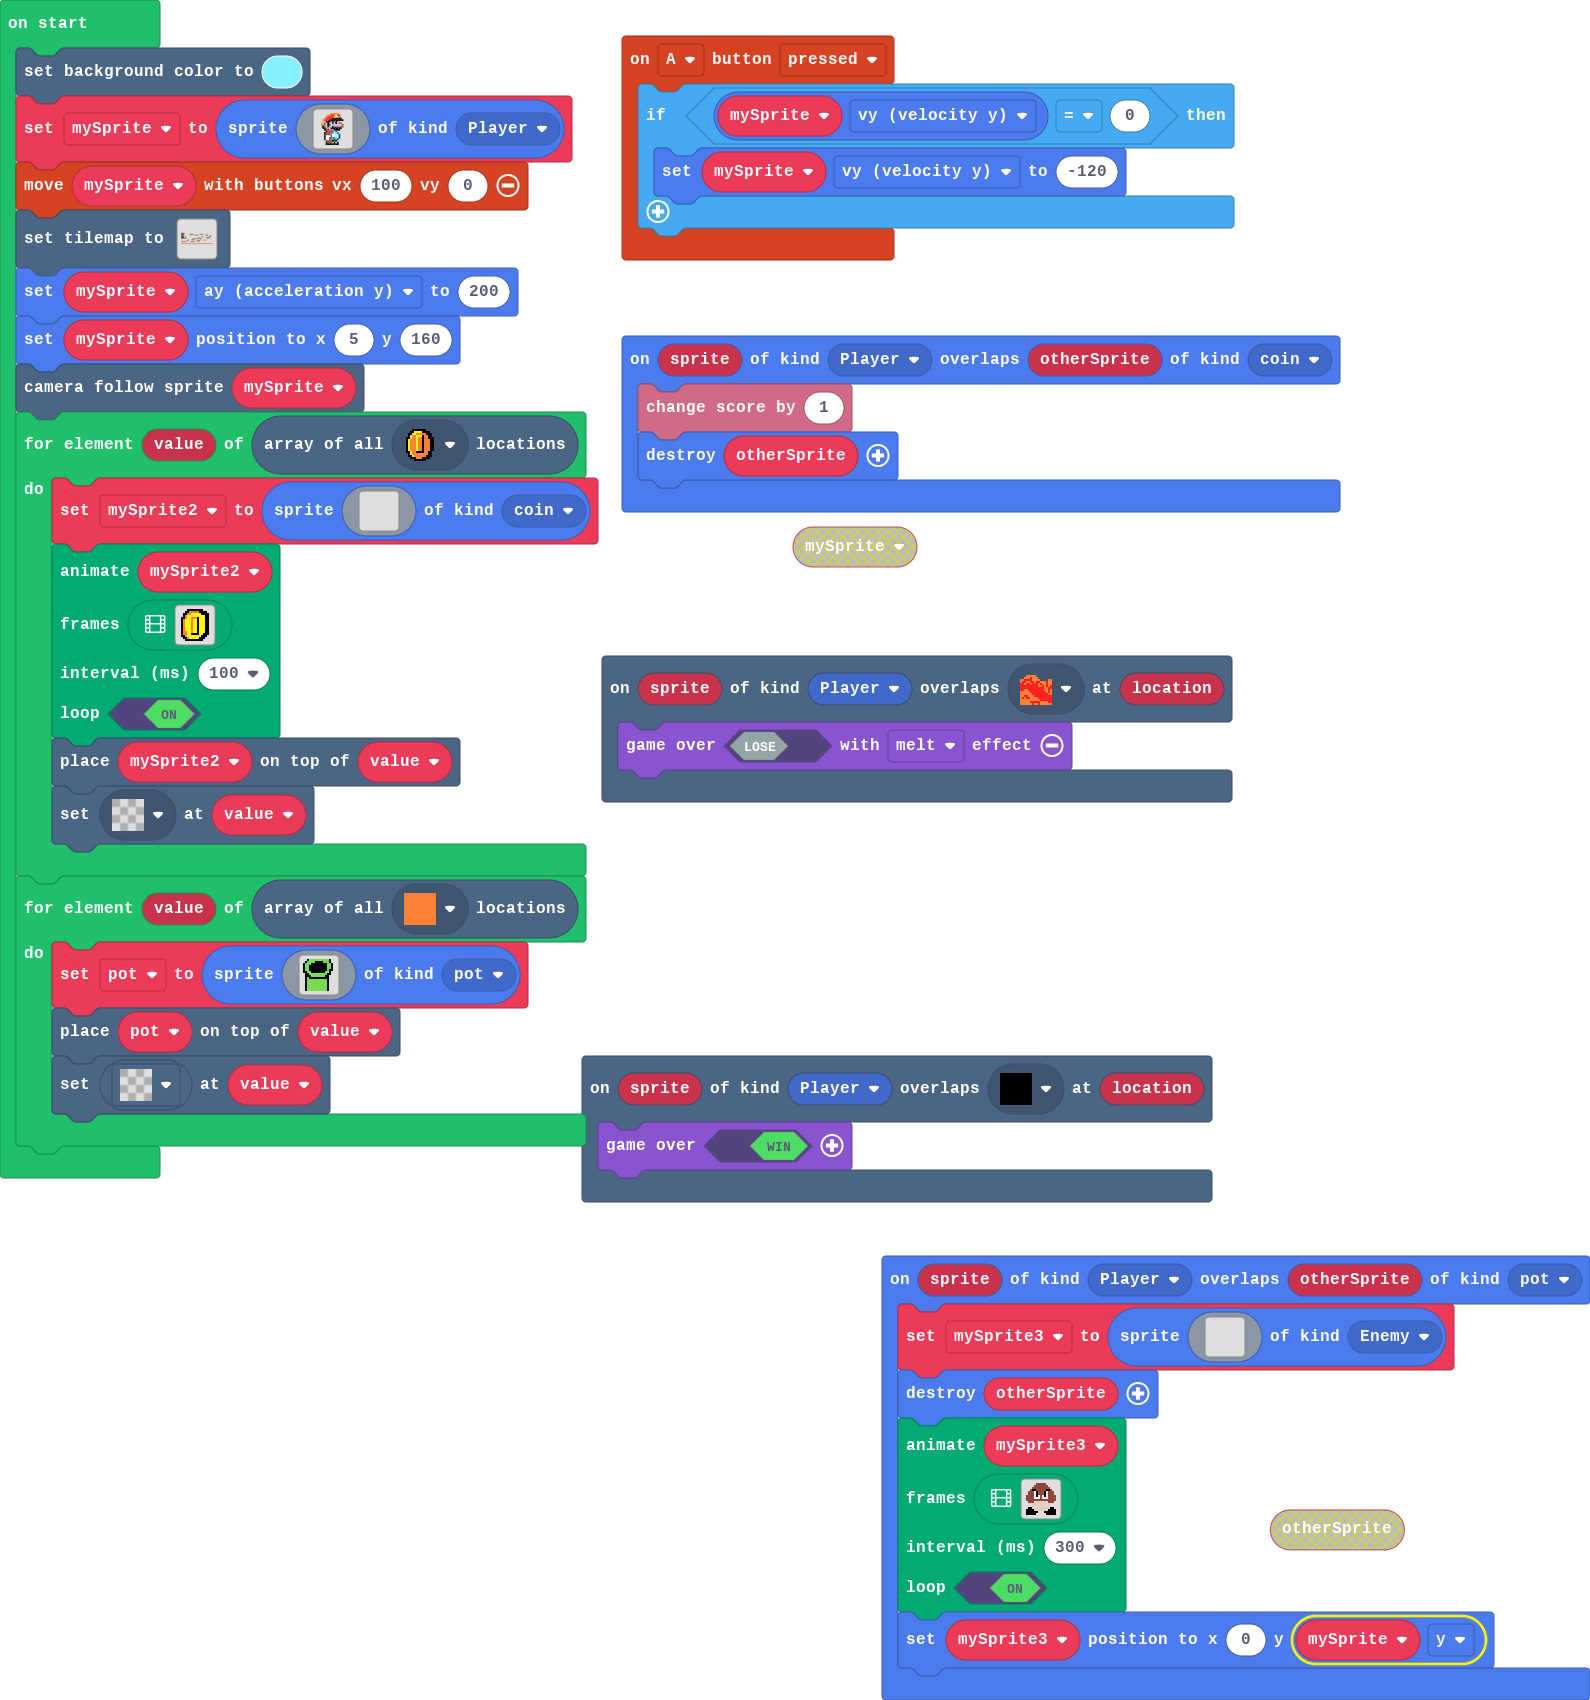 on start
set background color to
set mySprite to sprite of kind Player
move mySprite with buttons vx 100 vy 0
set tilemap to
set mySprite ay (acceleration y) to 200
set mySprite position to x 5 y 160
camera follow sprite mySprite
for element value of array of all locations
do
set mySprite2 to sprite of kind coin
animate mySprite2
frames
interval (ms) 100
loop ON
place mySprite2 on top of value
set at value
for element value of array of all locations
do
set pot to sprite of kind pot
place pot on top of value
set at value
on A button pressed
if mySprite vy (velocity y) = 0 then
set mySprite vy (velocity y) to -120
on sprite of kind Player overlaps otherSprite of kind coin
change score by 1
destroy otherSprite
mySprite
on sprite of kind Player overlaps at location
game over LOSE with melt effect
on sprite of kind Player overlaps at location
game over WIN
on sprite of kind Player overlaps otherSprite of kind pot
set mySprite3 to sprite of kind Enemy
destroy otherSprite
animate mySprite3
frames
interval (ms) 300
loop ON
otherSprite
set mySprite3 position to x 0 y mySprite y